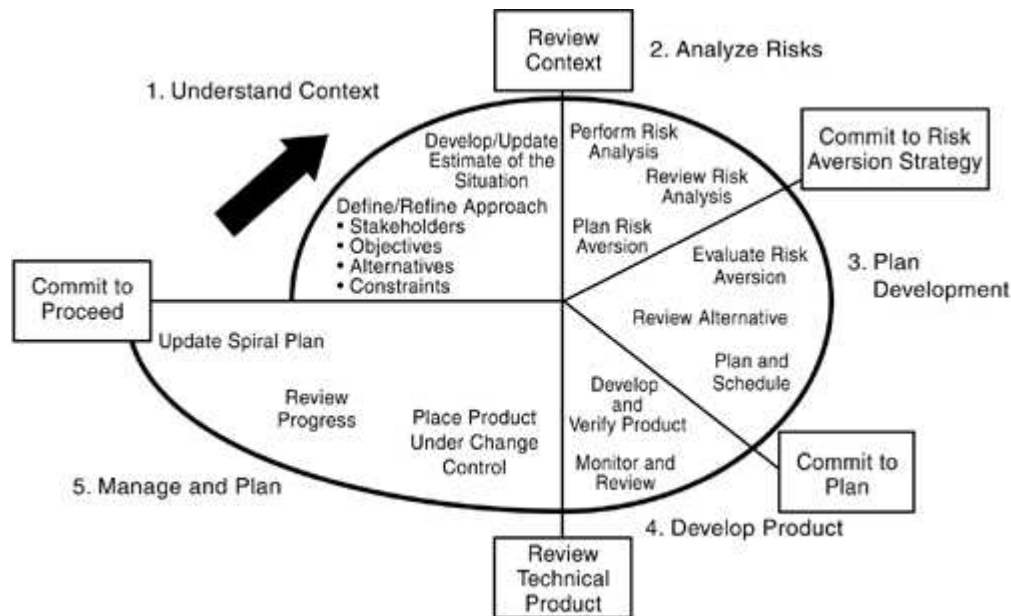 Review
Context
2. Analyze Risks
1. Understand Context
Develop/Update
Estimate of the
Situation
Define/Refine Approach
• Stakeholders
• Objectives
• Alternatives
• Constraints
Perform Risk
Analysis
Review Risk
Analysis
Plan Risk
Aversion
Commit to Risk
Aversion Strategy
Evaluate Risk
Aversion
Review Alternative
Plan and
Schedule
3. Plan
Development
Commit to
Plan
Develop
and
Verify Product
Monitor and
Review
4. Develop Product
Review
Technical
Product
Place Product
Under Change
Control
Review
Progress
Update Spiral Plan
5. Manage and Plan
Commit to
Proceed